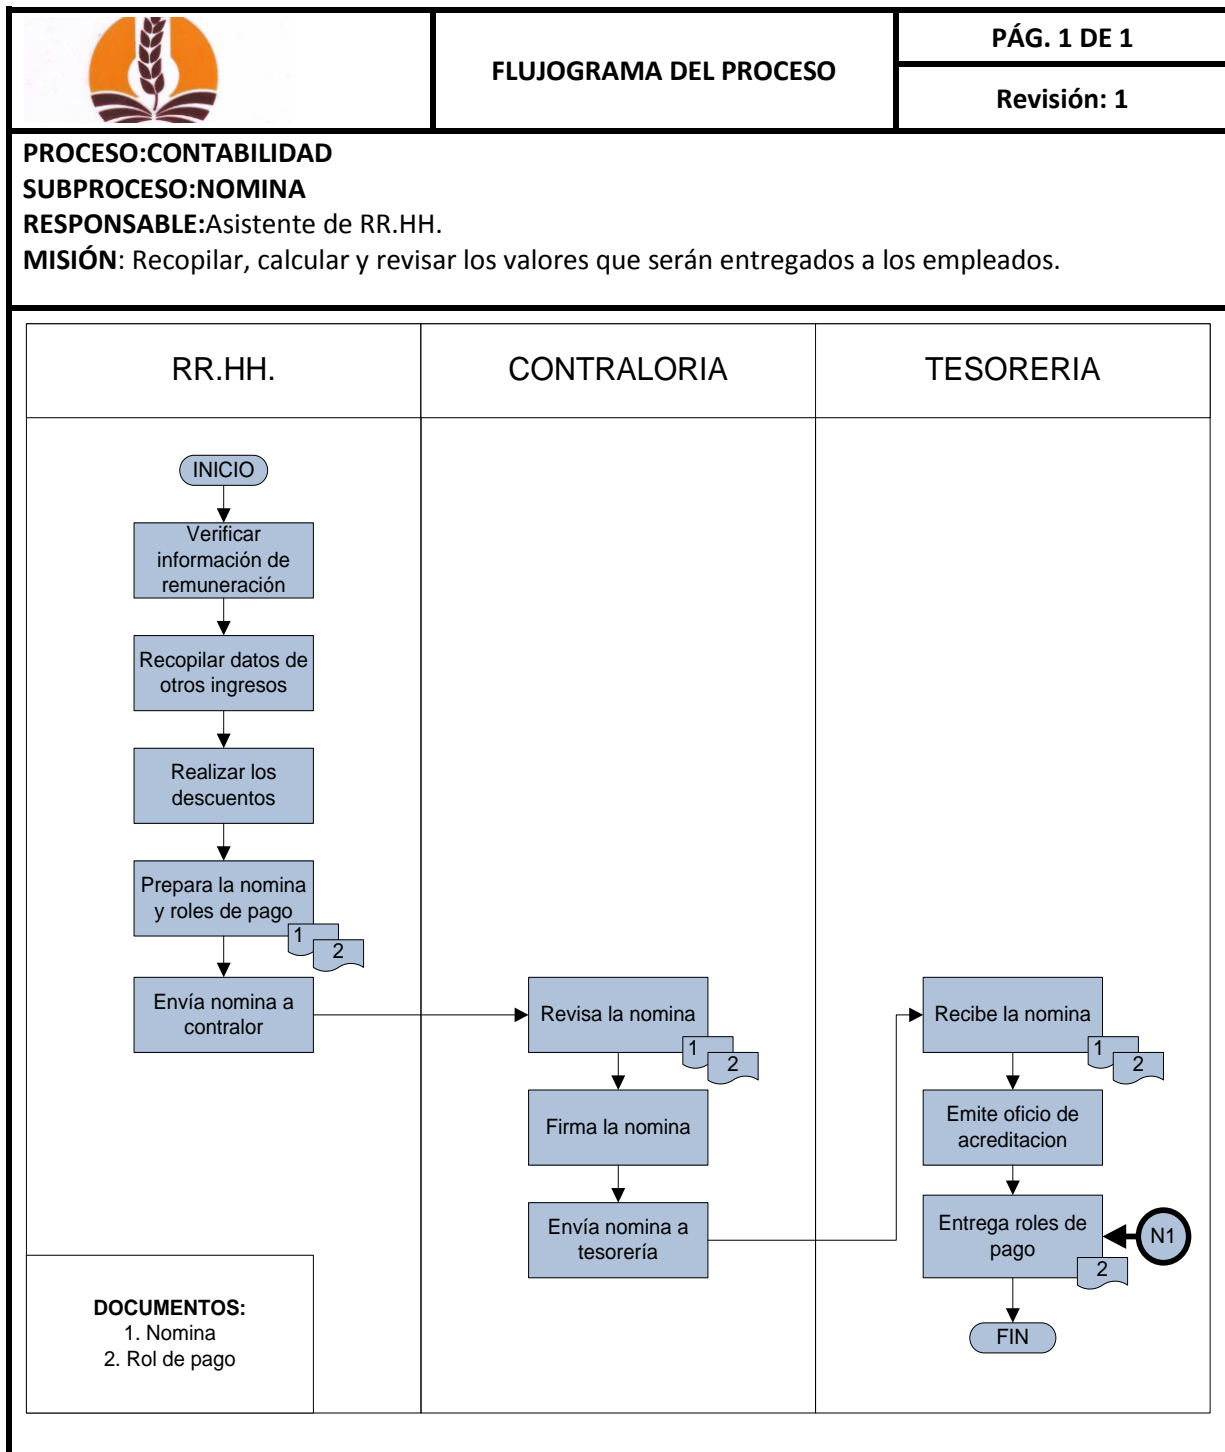 FLUJOGRAMA DEL PROCESO
PÁG. 1 DE 1
Revisión: 1
PROCESO:CONTABILIDAD
SUBPROCESO:NOMINA
RESPONSABLE:Asistente de RR.HH.
MISIÓN: Recopilar, calcular y revisar los valores que serán entregados a los empleados.
RR.HH.
CONTRALORIA
TESORERIA
INICIO
Verificar
información de
remuneración
Recopilar datos de
otros ingresos
Realizar los
descuentos
Prepara la nomina
y roles de pago
1
2
Envía nomina a
contralor
Revisa la nomina
1
2
Firma la nomina
Envía nomina a
tesorería
Recibe la nomina
1
2
Emite oficio de
acreditacion
Entrega roles de
pago
N1
2
FIN
DOCUMENTOS:
1. Nomina
2. Rol de pago